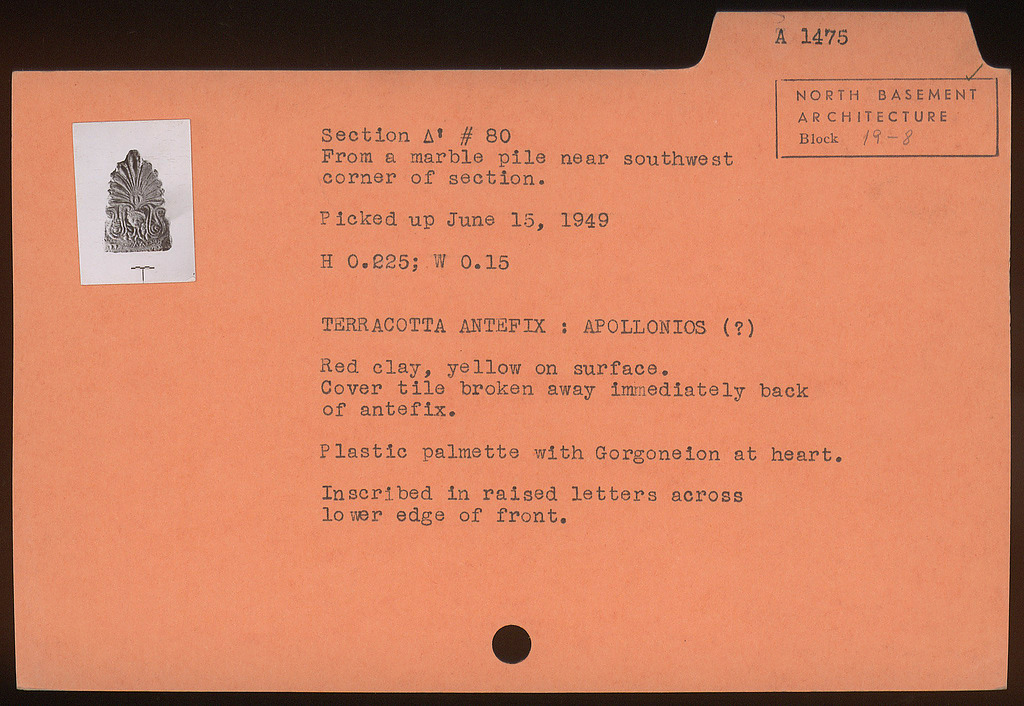 A 1475
NORTH BASEMENT
ARCHITECTURE
Block 19-8
Section Δ' # 80
From a marble pile near southwest
corner of section.
Picked up June 15, 1949
H 0.225; W 0.15
TERRACOTTA ANTEFIX : APOLLONIOS (?)
Red clay, yellow on surface.
Cover tile broken away immediately back
of antefix.
Plastic palmette with Gorgoneion at heart.
Inscribed in raised letters across
lower edge of front.